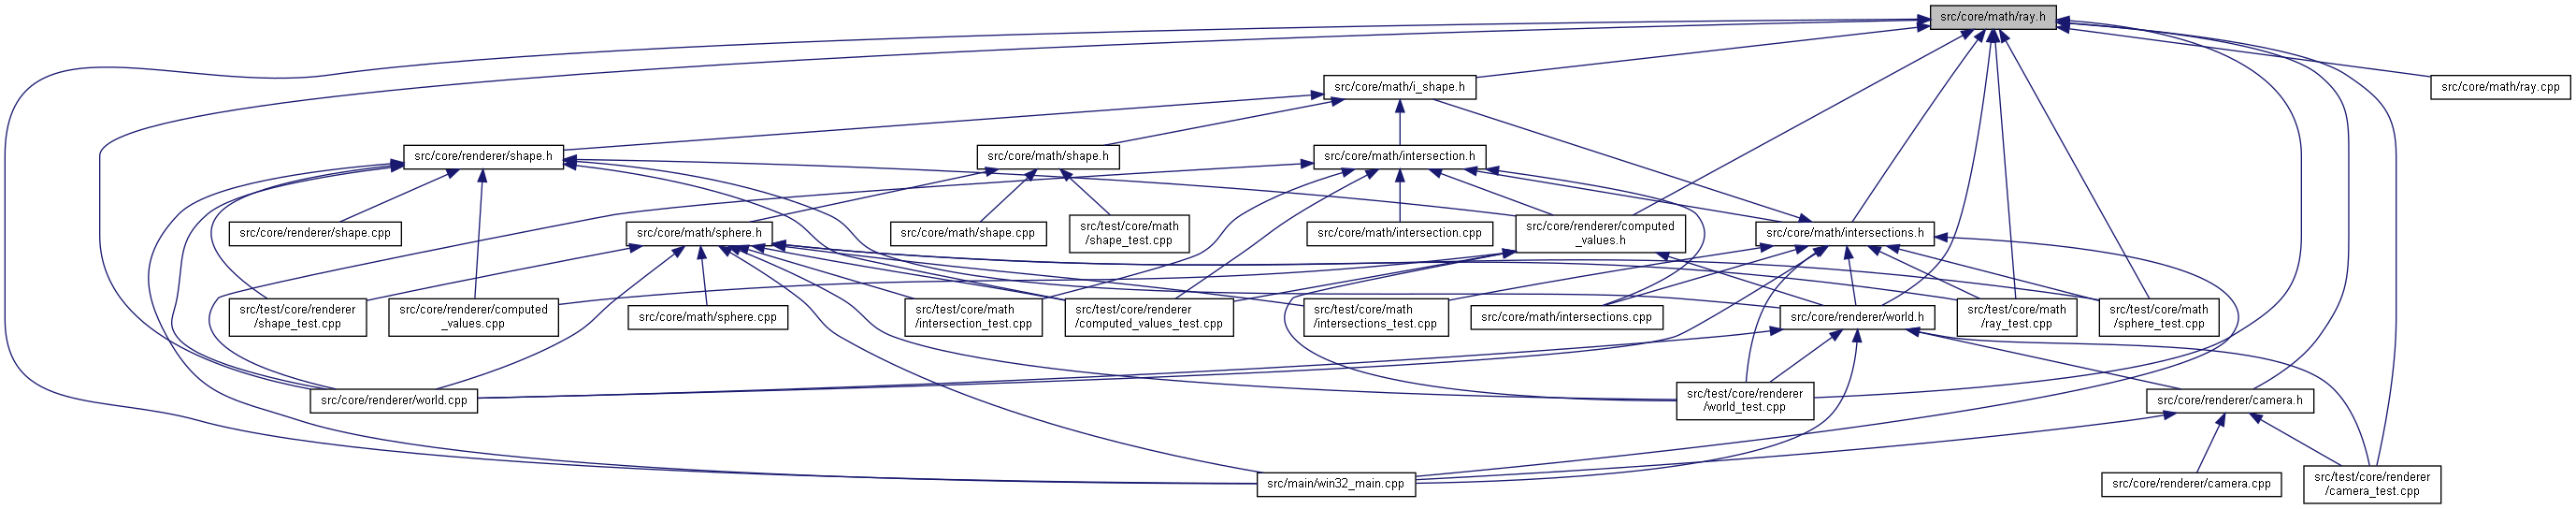 src/core/math/ray.h
src/core/math/i_shape.h
src/core/math/ray.cpp
src/core/renderer/shape.h
src/core/math/shape.h
src/core/math/intersection.h
src/core/renderer/shape.cpp
src/core/math/sphere.h
src/core/math/shape.cpp
src/test/core/math
/shape_test.cpp
src/core/math/intersection.cpp
src/core/renderer/computed
_values.h
src/core/math/intersections.h
src/test/core/renderer
/shape_test.cpp
src/core/renderer/computed
_values.cpp
src/core/math/sphere.cpp
src/test/core/math
/intersection_test.cpp
src/test/core/renderer
/computed_values_test.cpp
src/test/core/math
/intersections_test.cpp
src/core/math/intersections.cpp
src/core/renderer/world.h
src/test/core/math
/ray_test.cpp
src/test/core/math
/sphere_test.cpp
src/core/renderer/world.cpp
src/test/core/renderer
/world_test.cpp
src/core/renderer/camera.h
src/main/win32_main.cpp
src/core/renderer/camera.cpp
src/test/core/renderer
/camera_test.cpp